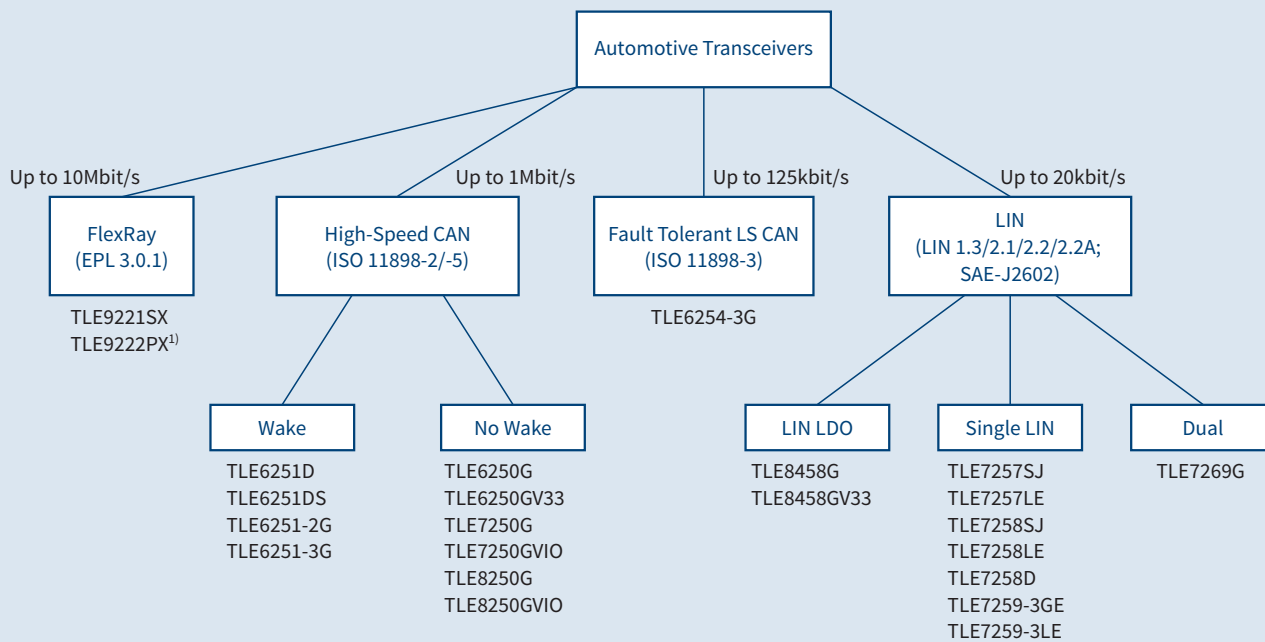 Automotive Transceivers
Up to 10Mbit/s
Up to 1Mbit/s
Up to 125kbit/s
Up to 20kbit/s
FlexRay
(EPL 3.0.1)
High-Speed CAN
(ISO 11898-2/-5)
Fault Tolerant LS CAN
(ISO 11898-3)
LIN
(LIN 1.3/2.1/2.2/2.2A;
SAE-J2602)
TLE9221SX
TLE9222PX¹⁾
TLE6254-3G
Wake
TLE6251D
TLE6251DS
TLE6251-2G
TLE6251-3G
No Wake
TLE6250G
TLE6250GV33
TLE7250G
TLE7250GVIO
TLE8250G
TLE8250GVIO
LIN LDO
TLE8458G
TLE8458GV33
Single LIN
TLE7257SJ
TLE7257LE
TLE7258SJ
TLE7258LE
TLE7258D
TLE7259-3GE
TLE7259-3LE
Dual
TLE7269G